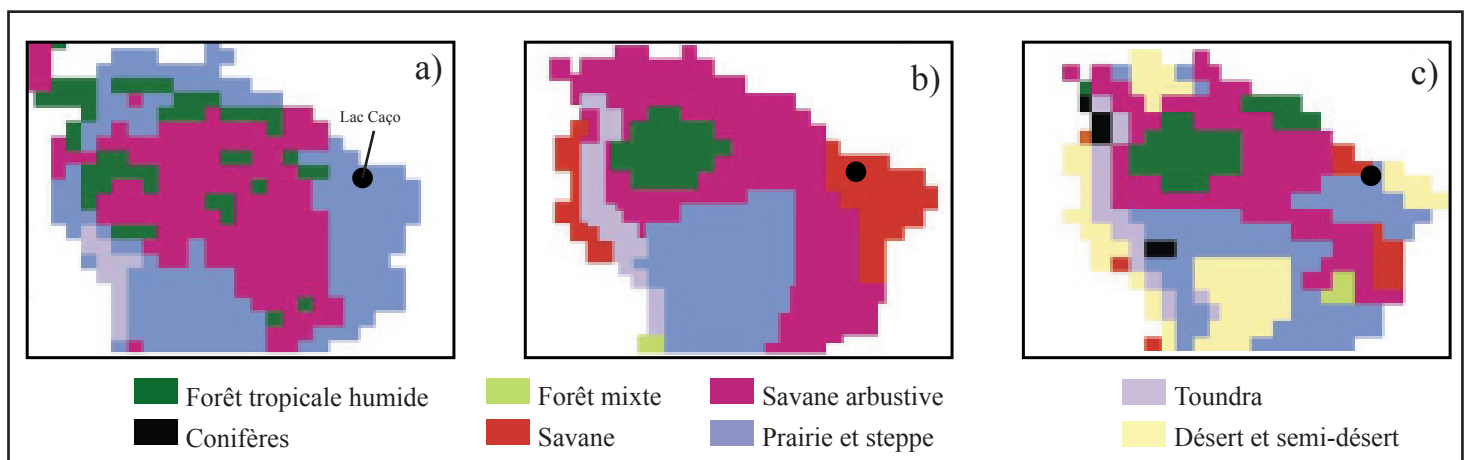 a)
Lac Caço
b)
c)
Forêt tropicale humide
Conifères
Forêt mixte
Savane
Savane arbustive
Prairie et steppe
Toundra
Désert et semi-désert